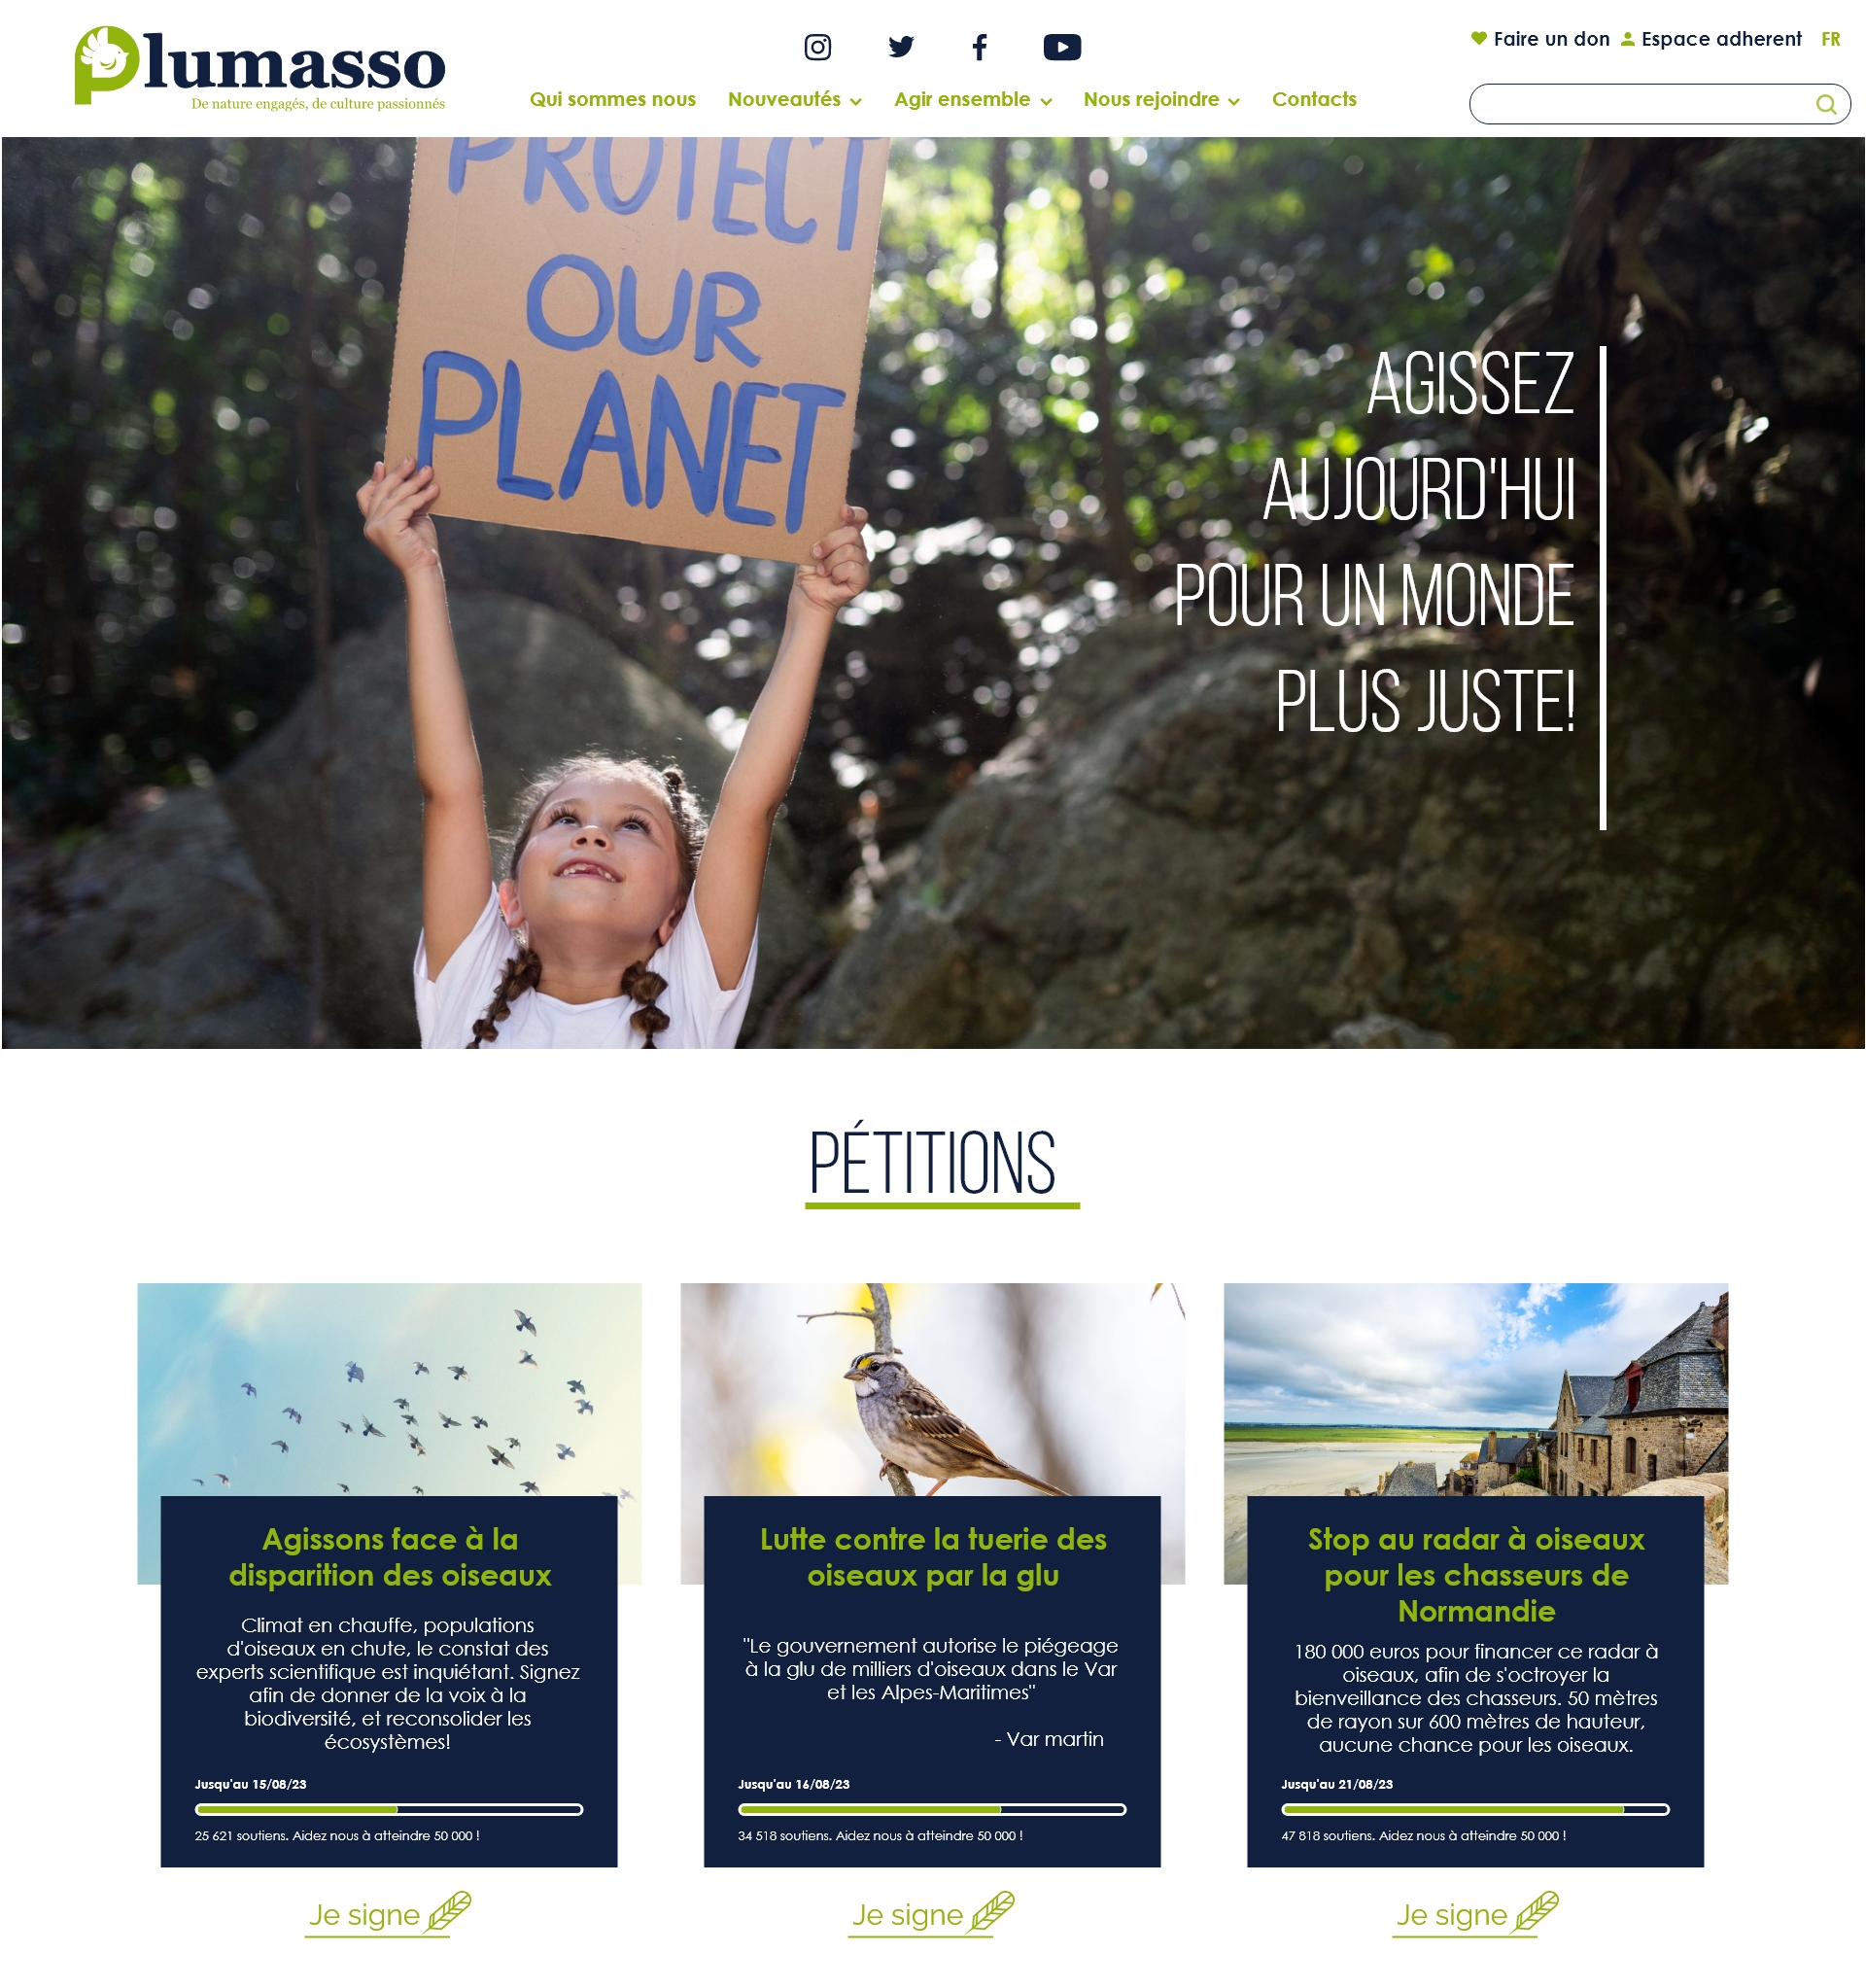 Plumasso
De nature engagés, de culture passionnés
Faire un don Espace adherent FR
Qui sommes nous Nouveautés Agir ensemble Nous rejoindre Contacts
PROTECT
OUR
PLANET
AGISSEZ
AUJOURD'HUI
POUR UN MONDE
PLUS JUSTE!
PÉTITIONS
Agissons face à la
disparition des oiseaux
Climat en chauffe, populations
d'oiseaux en chute, le constat des
experts scientifique est inquiétant. Signez
afin de donner de la voix à la
biodiversité, et reconsolider les
écosystèmes!
Jusqu'au 15/08/23
25 621 soutiens. Aidez nous à atteindre 50 000 !
Je signe
Lutte contre la tuerie des
oiseaux par la glu
"Le gouvernement autorise le piégeage
à la glu de milliers d'oiseaux dans le Var
et les Alpes-Maritimes"
- Var martin
Jusqu'au 16/08/23
34 518 soutiens. Aidez nous à atteindre 50 000 !
Je signe
Stop au radar à oiseaux
pour les chasseurs de
Normandie
180 000 euros pour financer ce radar à
oiseaux, afin de s'octroyer la
bienveillance des chasseurs. 50 mètres
de rayon sur 600 mètres de hauteur,
aucune chance pour les oiseaux.
Jusqu'au 21/08/23
47 818 soutiens. Aidez nous à atteindre 50 000 !
Je signe